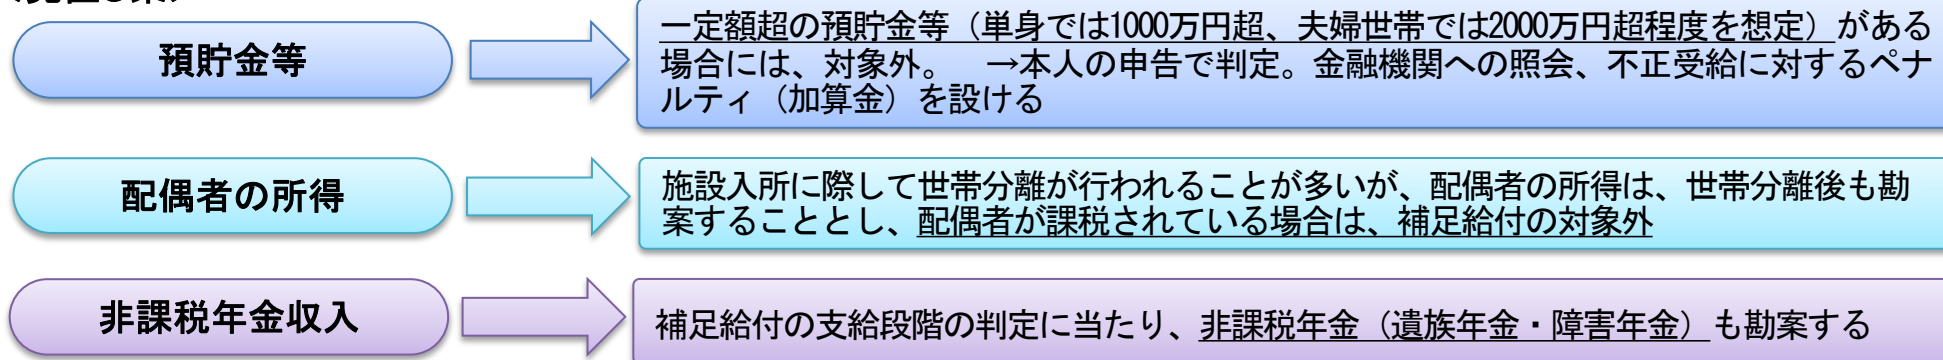 預貯金等
一定額超の預貯金等（単身では1000万円超、夫婦世帯では2000万円超程度を想定）がある
場合には、対象外。　→本人の申告で判定。金融機関への照会、不正受給に対するペナ
ルティ（加算金）を設ける
配偶者の所得
施設入所に際して世帯分離が行われることが多いが、配偶者の所得は、世帯分離後も勘
案することとし、配偶者が課税されている場合は、補足給付の対象外
非課税年金収入
補足給付の支給段階の判定に当たり、非課税年金（遺族年金・障害年金）も勘案する